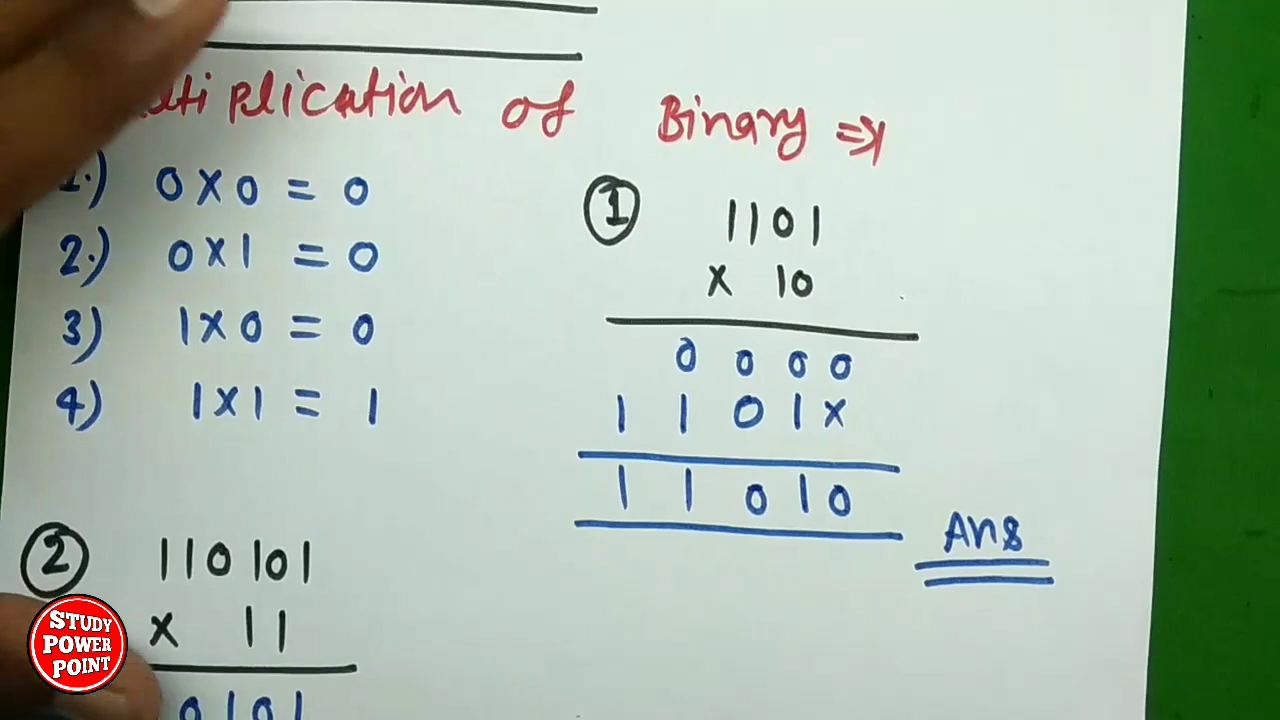 of Binary =>
0 X 0 = 0
2.) 0 X 1 = 0
3) 1 X 0 = 0
4) 1 X 1 = 1
1
1101
X 10
0 0 0 0
1 1 0 1 X
1 1 0 1 0
Ans
2
110101
X 11
0101
STUDY
POWER
POINT